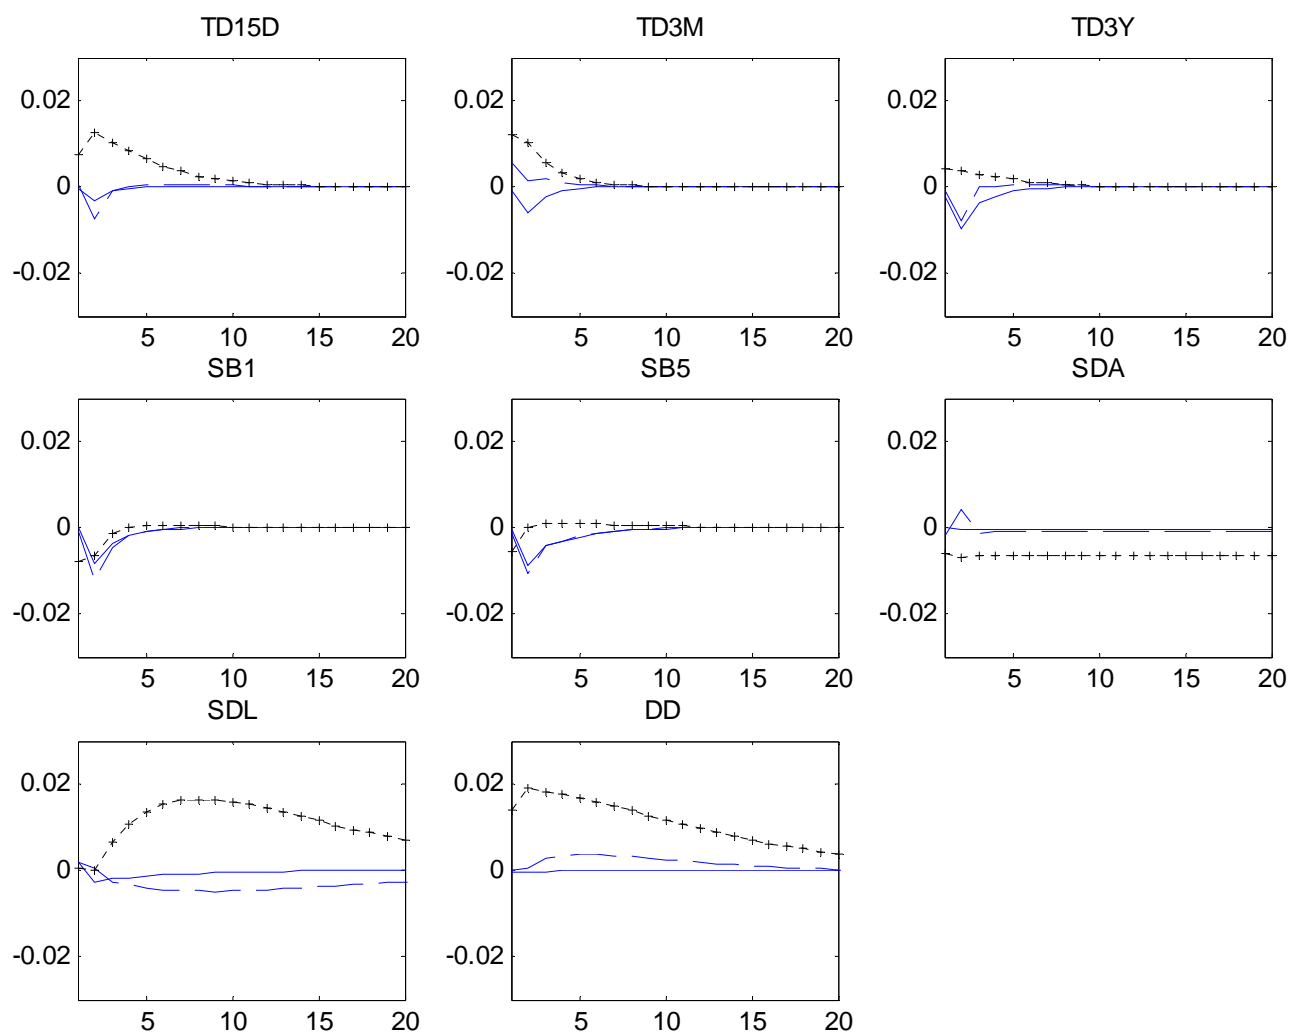 TD15D TD3M TD3Y
0.02 0.02 0.02
0 0 0
-0.02 -0.02 -0.02
5 10 15 20 5 10 15 20 5 10 15 20
SB1 SB5 SDA
0.02 0.02 0.02
0 0 0
-0.02 -0.02 -0.02
5 10 15 20 5 10 15 20 5 10 15 20
SDL DD
0.02 0.02
0 0
-0.02 -0.02
5 10 15 20 5 10 15 20